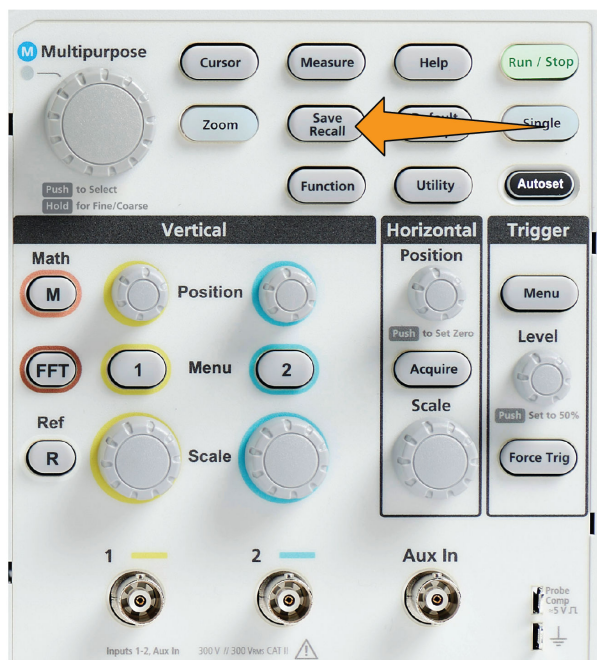 M Multipurpose
Cursor
Measure
Help
Run / Stop
Zoom
Save
Recall
Default
Single
Push to Select
Hold for Fine/Coarse
Function
Utility
Autoset
Vertical
Horizontal
Trigger
Math
M
Position
Position
Push to Set Zero
Menu
FFT
1
Menu
2
Acquire
Level
Push Set to 50%
Ref
R
Scale
Scale
Force Trig
1
2
Aux In
Probe
Comp
~5 V
Inputs 1-2, Aux In
300 V // 300 VRMS CAT II